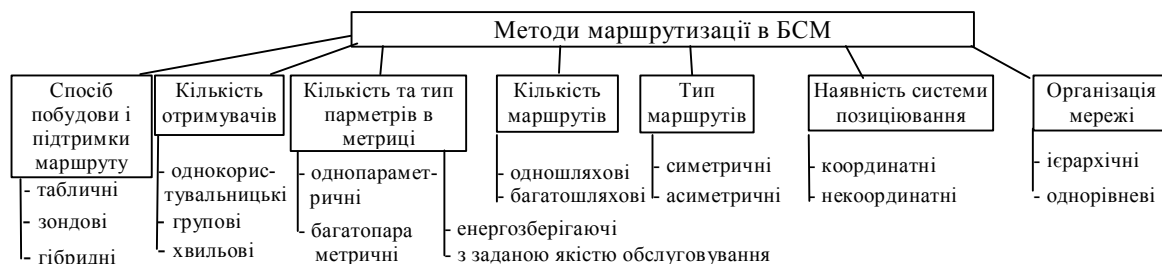 Методи маршрутизації в БСМ
Спосіб
побудови і
підтримки
маршруту
- табличні
- зондові
- гібридні
Кількість
отримувачів
- однокорис-
тувальницькі
- групові
- хвильові
Кількість та тип
парметрів в
метриці
- однопарамет-
ричні
- багатопара
метричні
- енергозберігаючі
- з заданою якістю обслуговування
Кількість
маршрутів
- одношляхові
- багатошляхові
Тип
маршрутів
- симетричні
- асиметричні
Наявність системи
позиціювання
- координатні
- некоординатні
Організація
мережі
- ієрархічні
- однорівневі